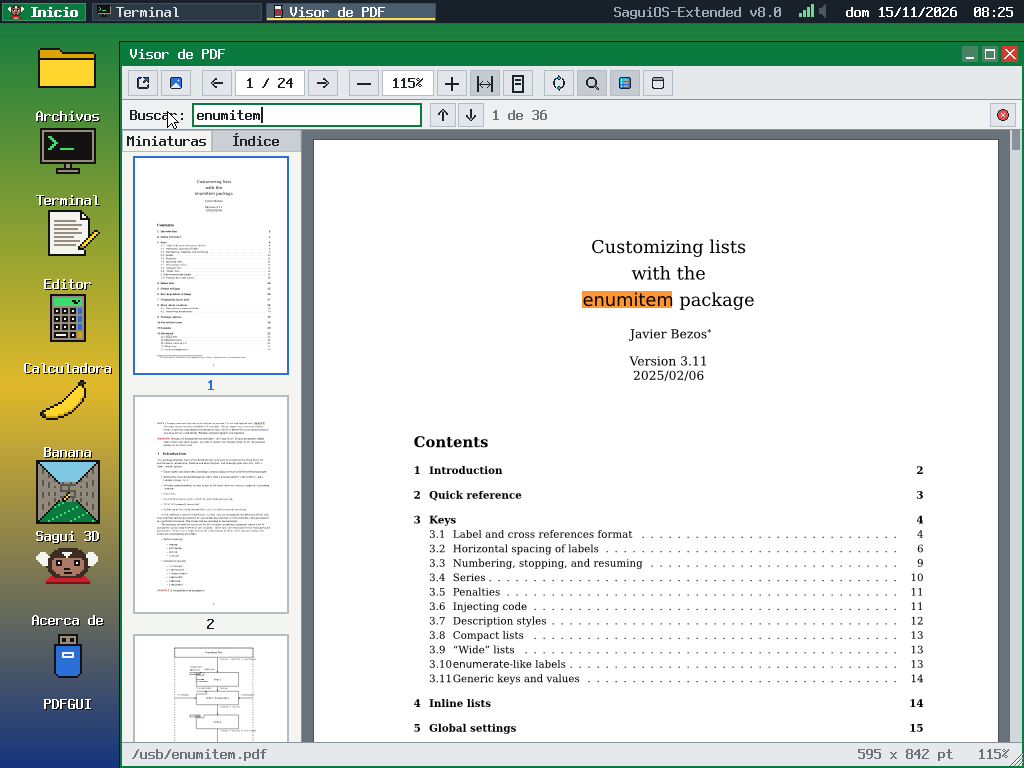 Inicio Terminal Visor de PDF SaguiOS-Extended v8.0 dom 15/11/2026 08:25
Archivos
Terminal
Editor
Calculadora
Banana
Sagui 3D
Acerca de
PDFGUI
Visor de PDF
1 / 24 115%
Buscar: enumitem 1 de 36
Miniaturas Índice
1
2
Customizing lists
with the
enumitem package
Javier Bezos*
Version 3.11
2025/02/06
Contents
1 Introduction 2
2 Quick reference 3
3 Keys 4
3.1 Label and cross references format . . . . . . . . . . . . . . . . . . . . . . 4
3.2 Horizontal spacing of labels . . . . . . . . . . . . . . . . . . . . . . . . . 6
3.3 Numbering, stopping, and resuming . . . . . . . . . . . . . . . . . . . . . 9
3.4 Series . . . . . . . . . . . . . . . . . . . . . . . . . . . . . . . . . . . 10
3.5 Penalties . . . . . . . . . . . . . . . . . . . . . . . . . . . . . . . . . 11
3.6 Injecting code . . . . . . . . . . . . . . . . . . . . . . . . . . . . . . 11
3.7 Description styles . . . . . . . . . . . . . . . . . . . . . . . . . . . . 12
3.8 Compact lists . . . . . . . . . . . . . . . . . . . . . . . . . . . . . . 13
3.9 “Wide” lists . . . . . . . . . . . . . . . . . . . . . . . . . . . . . . . 13
3.10 enumerate-like labels . . . . . . . . . . . . . . . . . . . . . . . . . . 13
3.11 Generic keys and values . . . . . . . . . . . . . . . . . . . . . . . . . 14
4 Inline lists 14
5 Global settings 15
/usb/enumitem.pdf 595 x 842 pt 115%